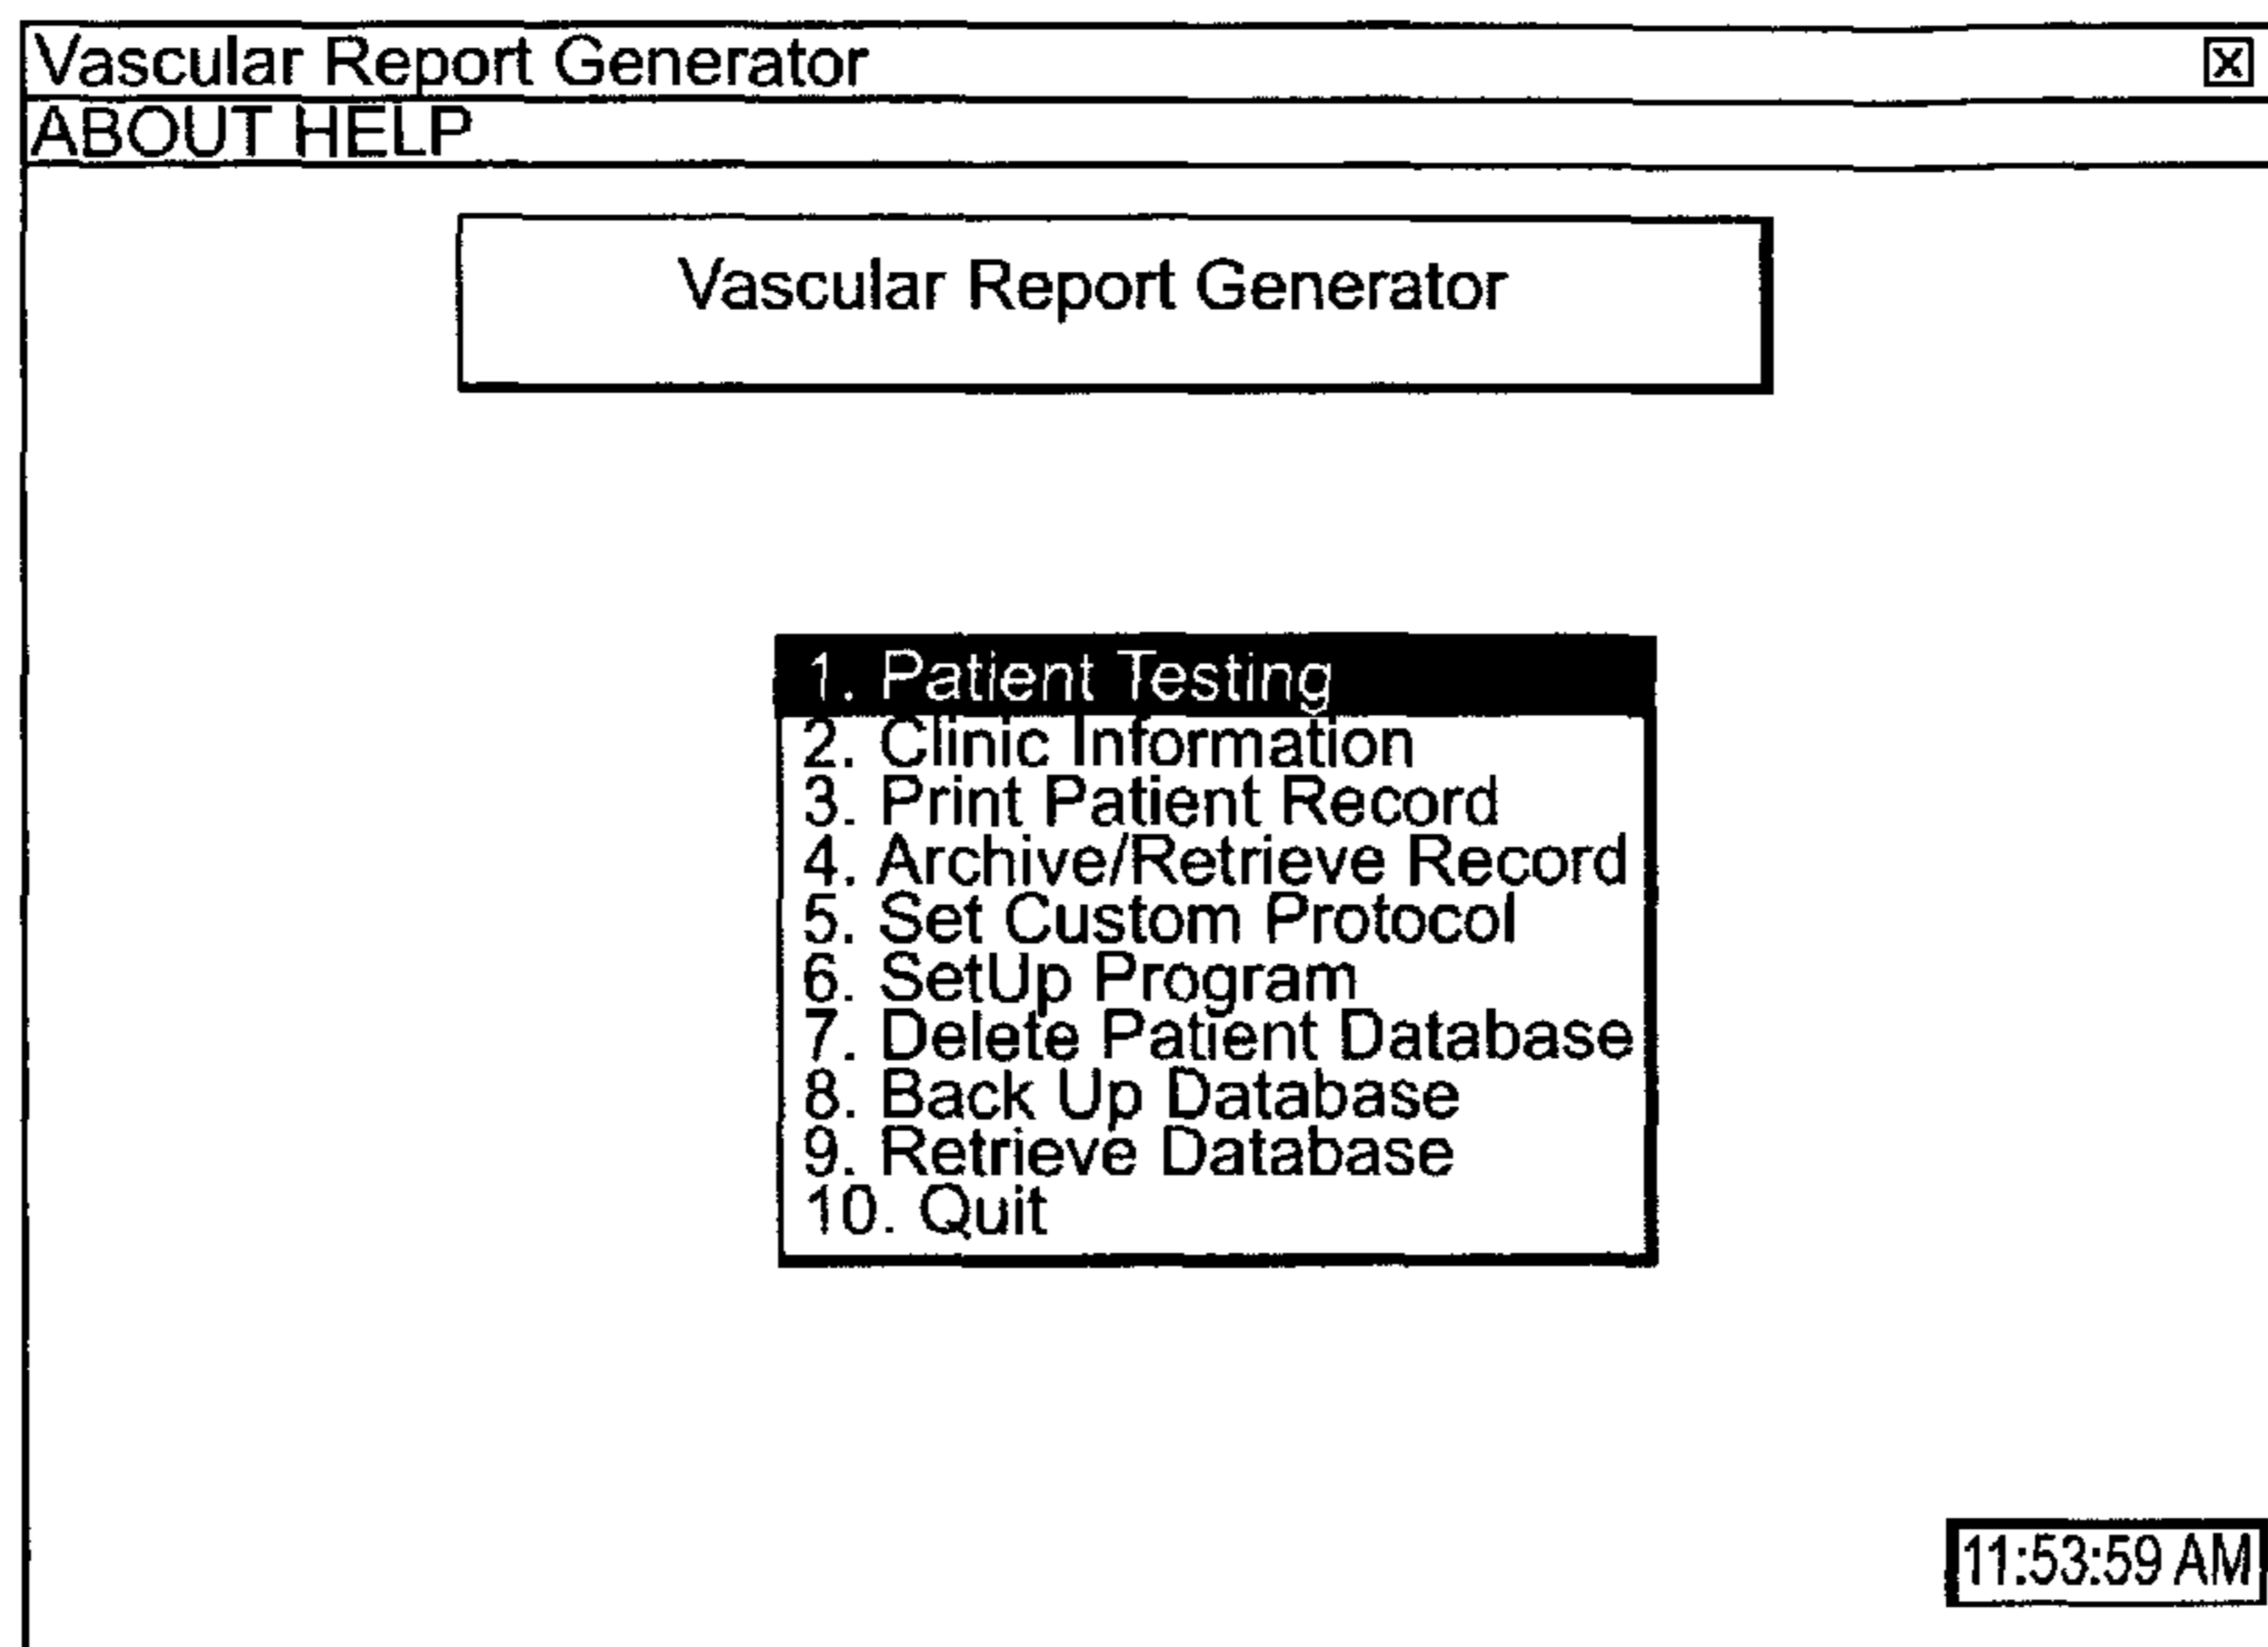 Vascular Report Generator
ABOUT HELP
Vascular Report Generator
1. Patient Testing
2. Clinic Information
3. Print Patient Record
4. Archive/Retrieve Record
5. Set Custom Protocol
6. SetUp Program
7. Delete Patient Database
8. Back Up Database
9. Retrieve Database
10. Quit
11:53:59 AM